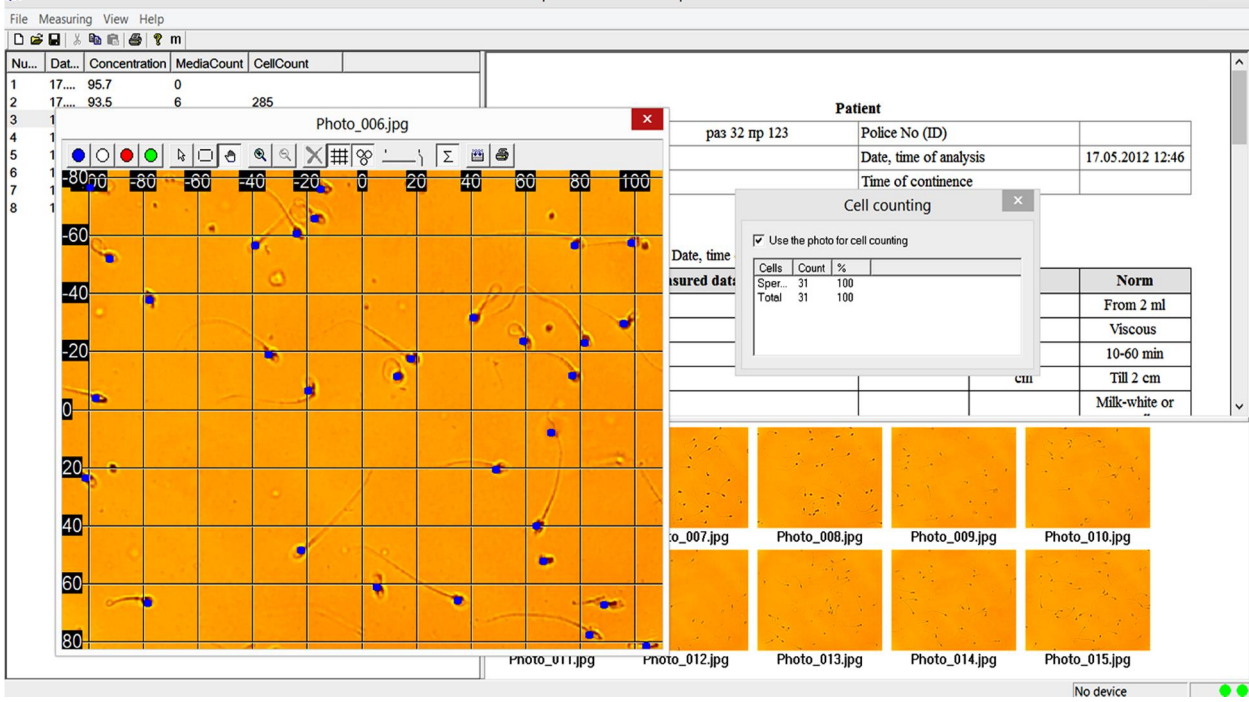 File Measuring View Help
m
Nu... Dat... Concentration MediaCount CellCount
1 17.... 95.7 0
2 17.... 93.5 6 285
3 1
4 1
5 1
6 1
7 1
8 1
Photo_006.jpg
-80 -80 -60 -40 -20 0 20 40 60 80 100
-60
-40
-20
0
20
40
60
80
Patient
раз 32 пр 123 Police No (ID)
Date, time of analysis 17.05.2012 12:46
Time of continence
Cell counting
Use the photo for cell counting
Cells Count %
Sper... 31 100
Total 31 100
Date, time
Norm
From 2 ml
Viscous
10-60 min
cm Till 2 cm
Milk-white or
to_007.jpg Photo_008.jpg Photo_009.jpg Photo_010.jpg
Photo_011.jpg Photo_012.jpg Photo_013.jpg Photo_014.jpg Photo_015.jpg
No device